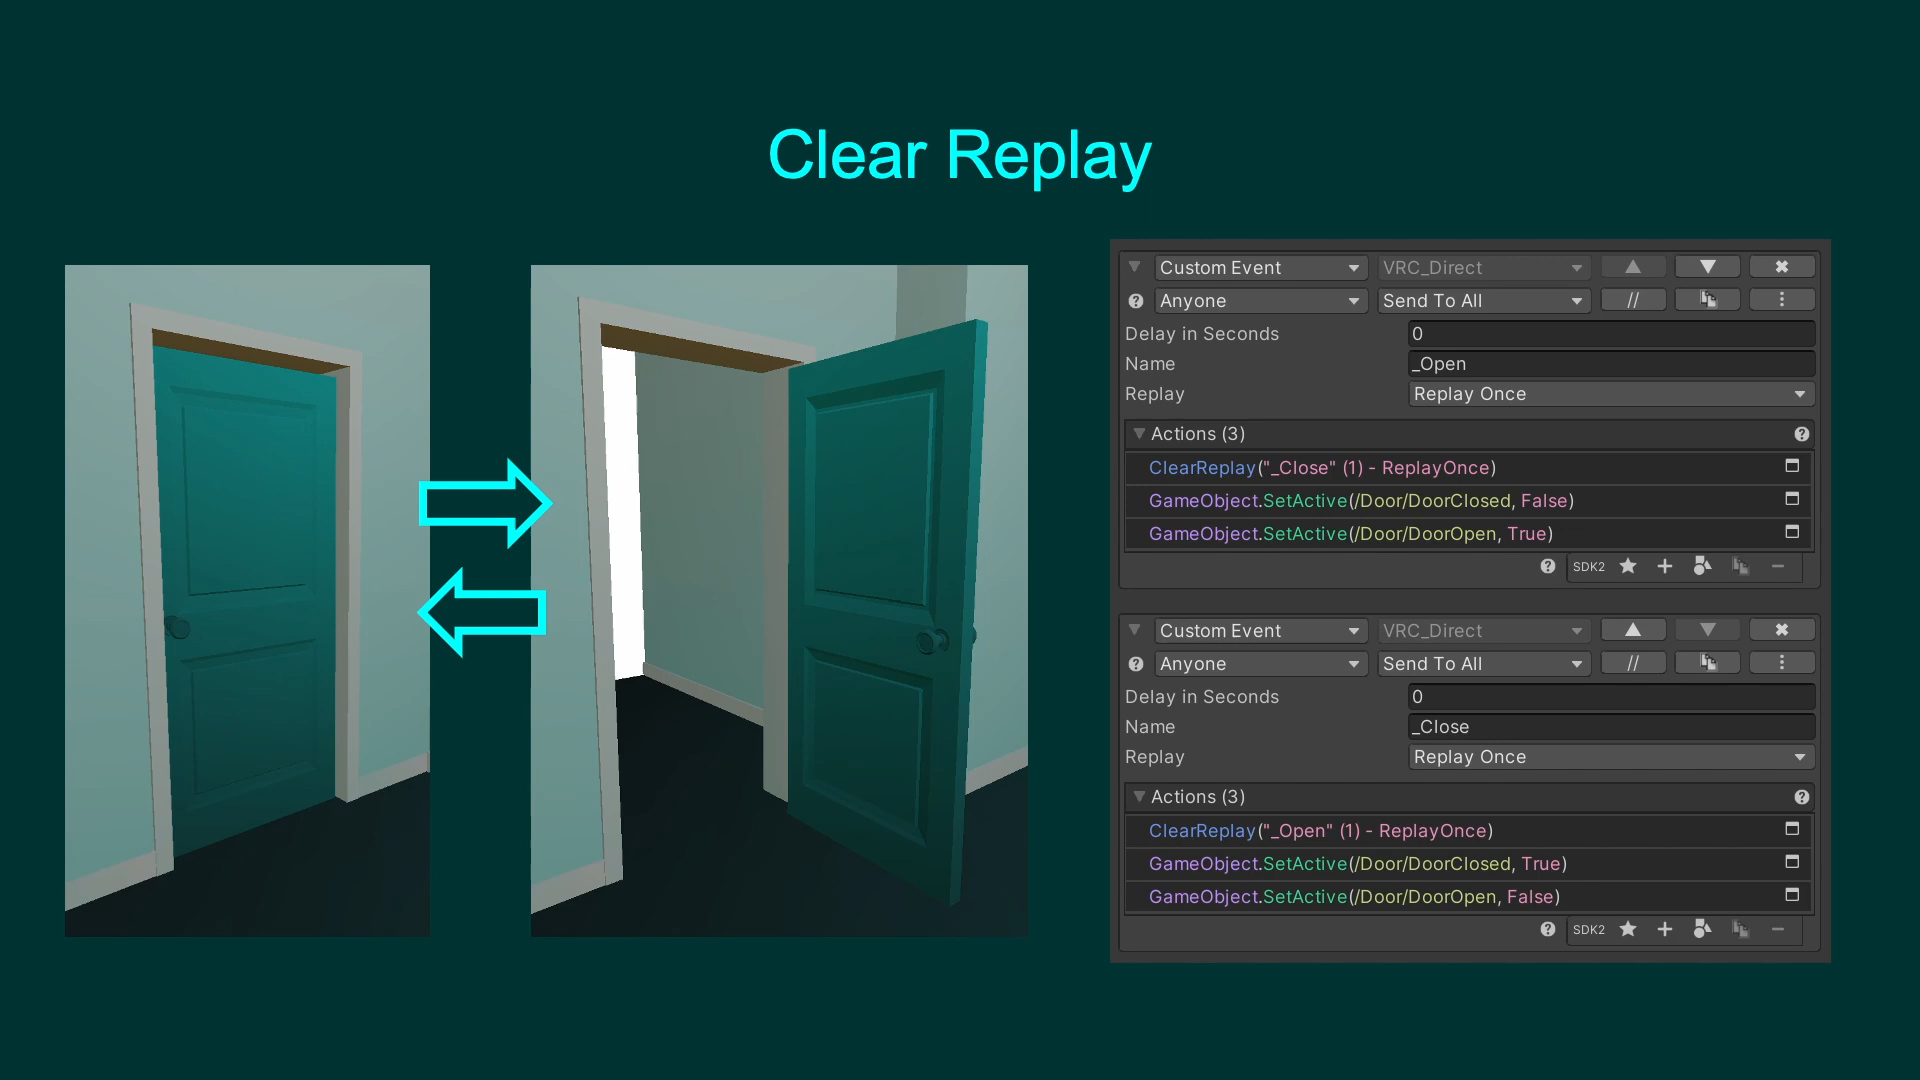 Clear Replay
Custom Event VRC_Direct
Anyone Send To All //
Delay in Seconds 0
Name _Open
Replay Replay Once
Actions (3)
ClearReplay("_Close" (1) - ReplayOnce)
GameObject.SetActive(/Door/DoorClosed, False)
GameObject.SetActive(/Door/DoorOpen, True)
SDK2
Custom Event VRC_Direct
Anyone Send To All //
Delay in Seconds 0
Name _Close
Replay Replay Once
Actions (3)
ClearReplay("_Open" (1) - ReplayOnce)
GameObject.SetActive(/Door/DoorClosed, True)
GameObject.SetActive(/Door/DoorOpen, False)
SDK2